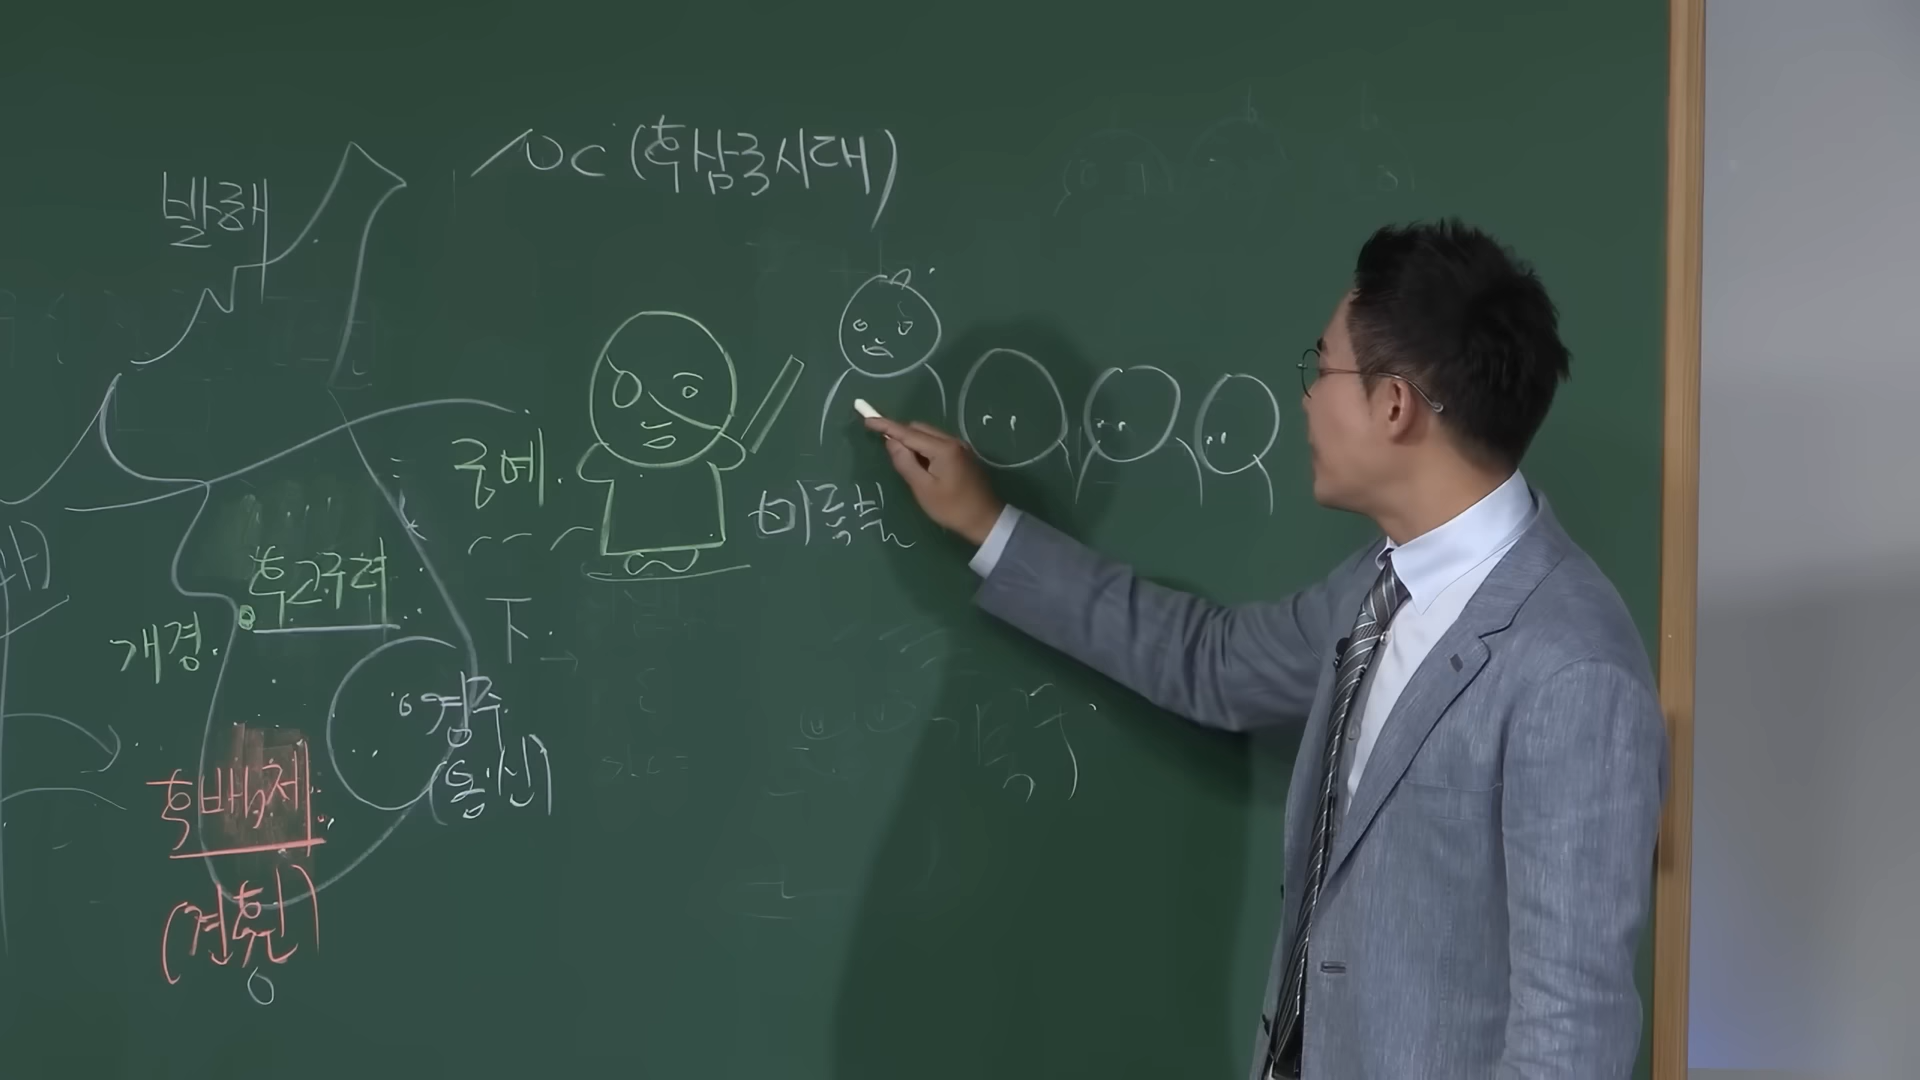 10C (후삼국시대)
발해
궁예.
미륵불
후고구려
개경.
下.
경주
(통신)
후백제
(견훤)